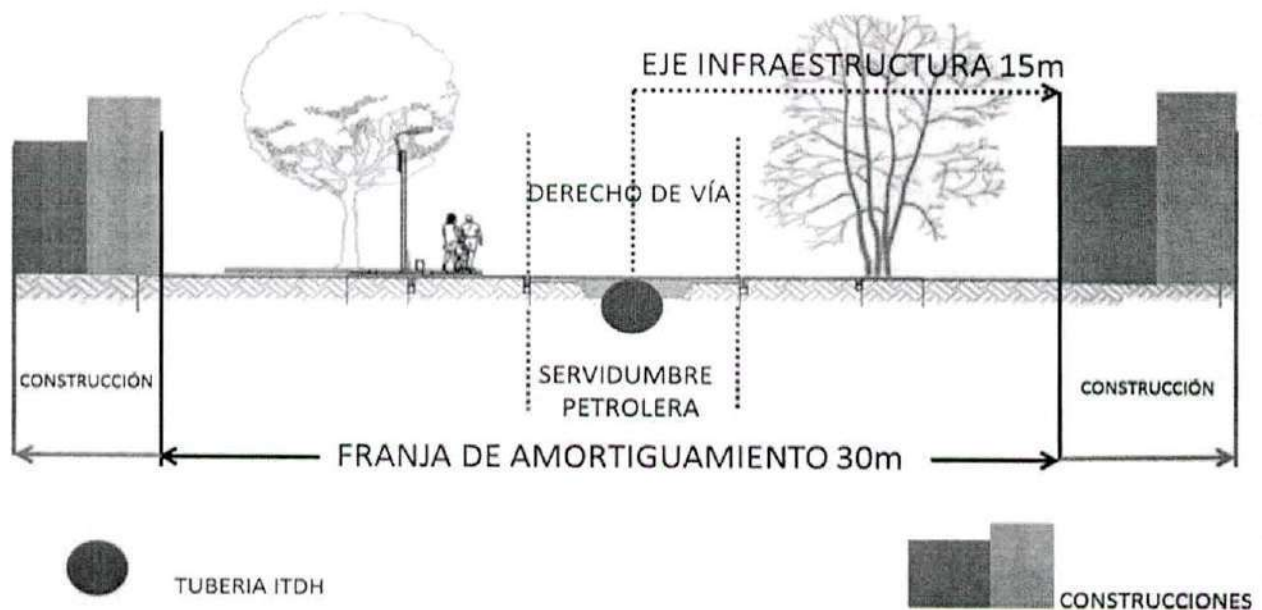 EJE INFRAESTRUCTURA 15m
DERECHO DE VÍA
CONSTRUCCIÓN
SERVIDUMBRE
PETROLERA
CONSTRUCCIÓN
FRANJA DE AMORTIGUAMIENTO 30m
TUBERIA ITDH
CONSTRUCCIONES